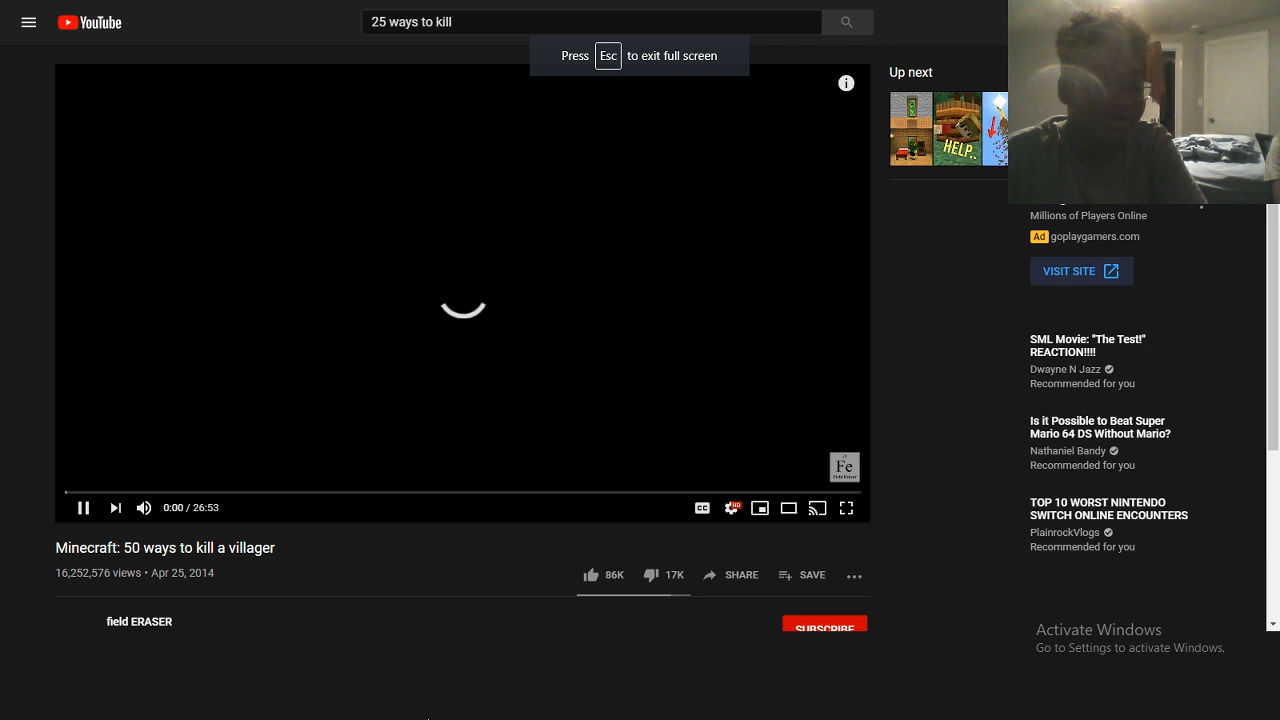 YouTube
25 ways to kill
Press Esc to exit full screen
Up next
HELP..
Millions of Players Online
Ad goplaygamers.com
VISIT SITE
SML Movie: "The Test!"
REACTION!!!!
Dwayne N Jazz
Recommended for you
Is it Possible to Beat Super
Mario 64 DS Without Mario?
Nathaniel Bandy
Recommended for you
TOP 10 WORST NINTENDO
SWITCH ONLINE ENCOUNTERS
PlainrockVlogs
Recommended for you
Fe
0:00 / 26:53
CC
HD
Minecraft: 50 ways to kill a villager
16,252,576 views • Apr 25, 2014
86K
17K
SHARE
SAVE
field ERASER
SUBSCRIBE
Activate Windows
Go to Settings to activate Windows.